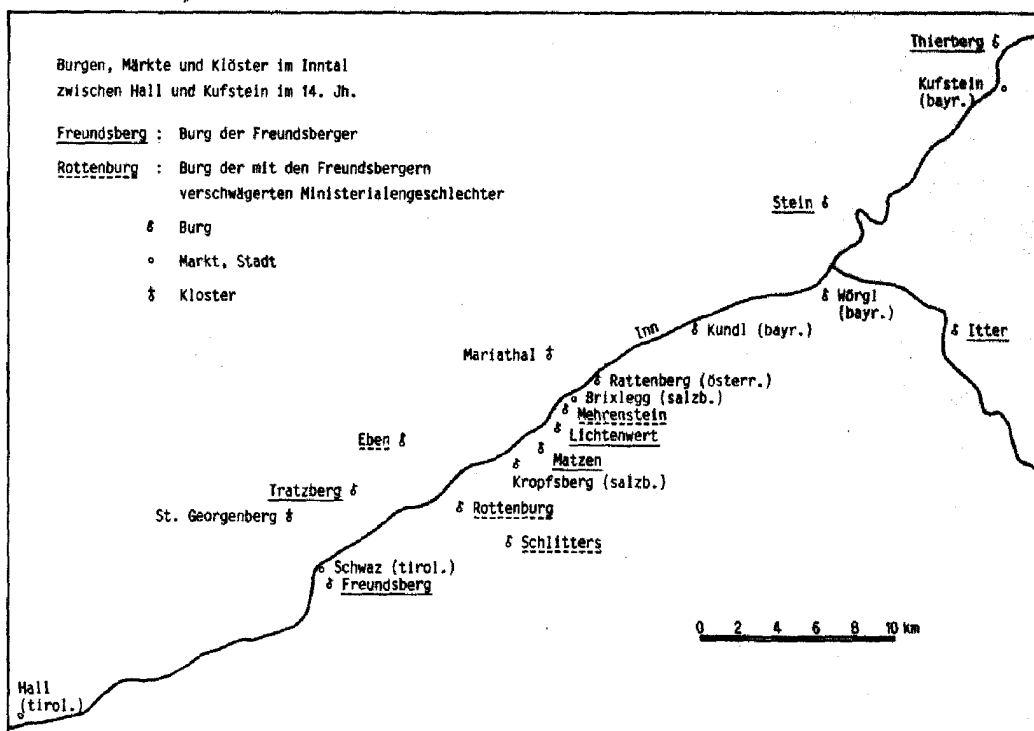 Burgen, Märkte und Klöster im Inntal
zwischen Hall und Kufstein im 14. Jh.
Freundsberg : Burg der Freundsberger
Rottenburg : Burg der mit den Freundsbergern
verschwägerten Ministerialengeschlechter
Burg
Markt, Stadt
Kloster
Thierberg
Kufstein
(bayr.)
Stein
Wörgl
(bayr.)
Itter
Inn
Kundl (bayr.)
Mariathal
Rattenberg (österr.)
Brixlegg (salzb.)
Mehrenstein
Lichtenwert
Eben
Matzen
Kropfsberg (salzb.)
Tratzberg
Rottenburg
St. Georgenberg
Schlitters
Schwaz (tirol.)
Freundsberg
0 2 4 6 8 10 km
Hall
(tirol.)